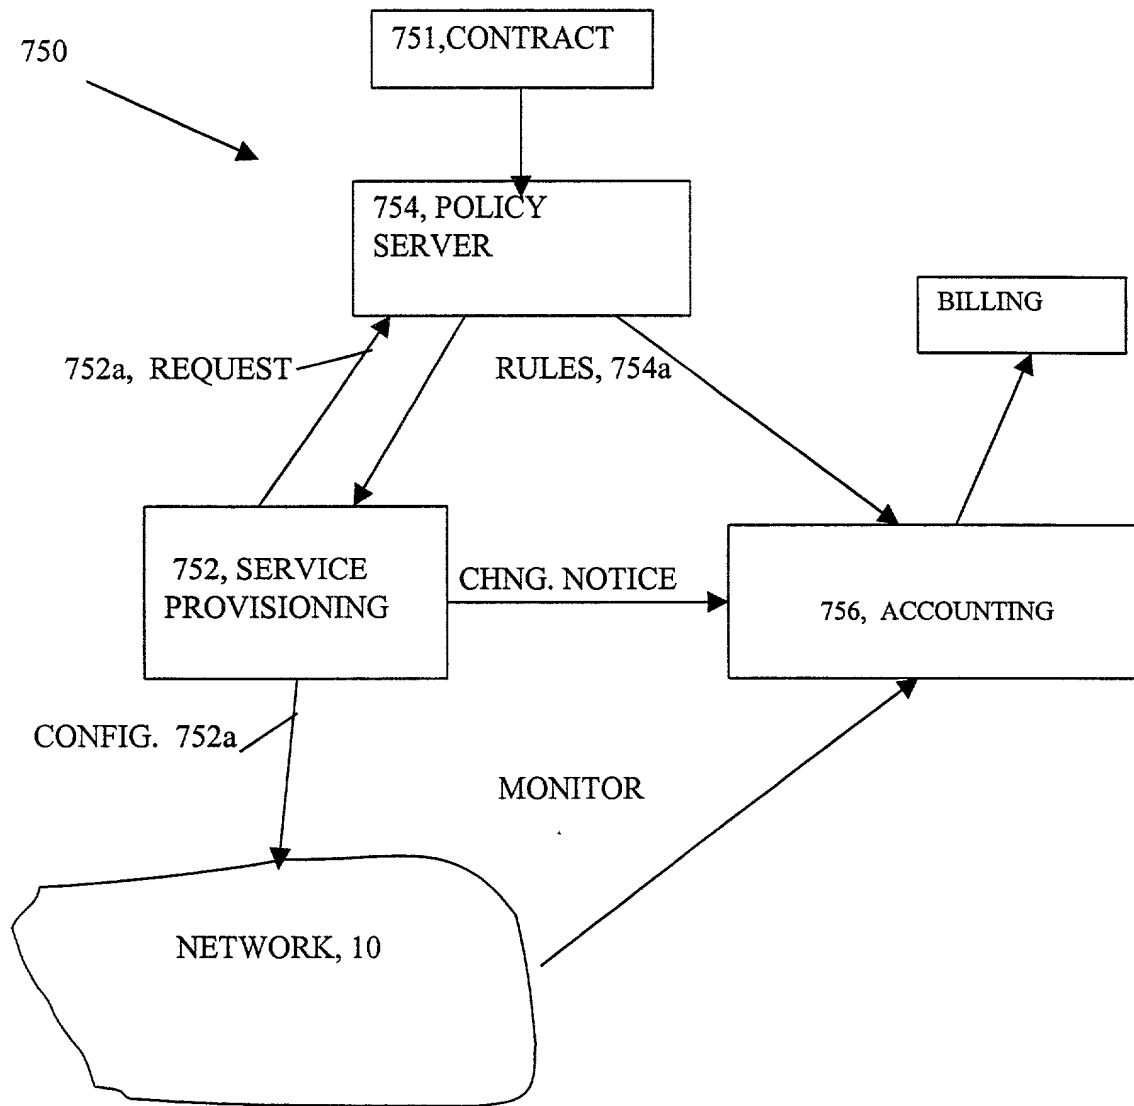 751,CONTRACT
750
754, POLICY
SERVER
BILLING
752a, REQUEST
RULES, 754a
752, SERVICE
PROVISIONING
CHNG. NOTICE
756, ACCOUNTING
CONFIG. 752a
MONITOR
NETWORK, 10